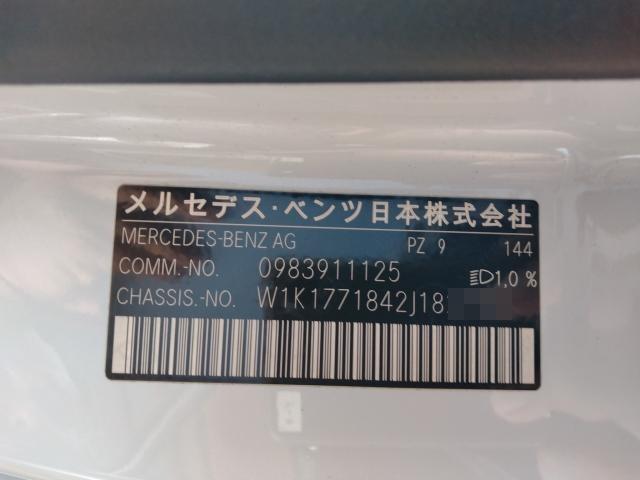 メルセデス・ベンツ日本株式会社
MERCEDES-BENZ AG PZ 9 144
COMM.-NO. 0983911125 1,0 %
CHASSIS.-NO. W1K1771842J18